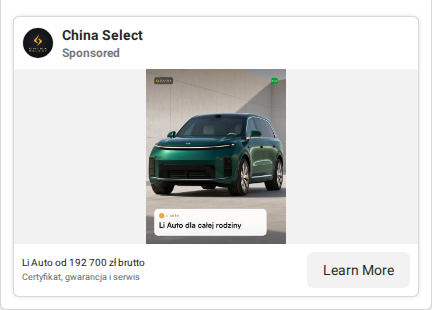 China Select
Sponsored
Li Auto dla całej rodziny
Li Auto od 192 700 zł brutto
Certyfikat, gwarancja i serwis
Learn More